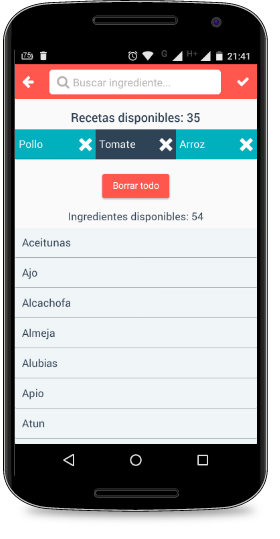 G H+ 21:41
Buscar ingrediente...
Recetas disponibles: 35
Pollo Tomate Arroz
Borrar todo
Ingredientes disponibles: 54
Aceitunas
Ajo
Alcachofa
Almeja
Alubias
Apio
Atun